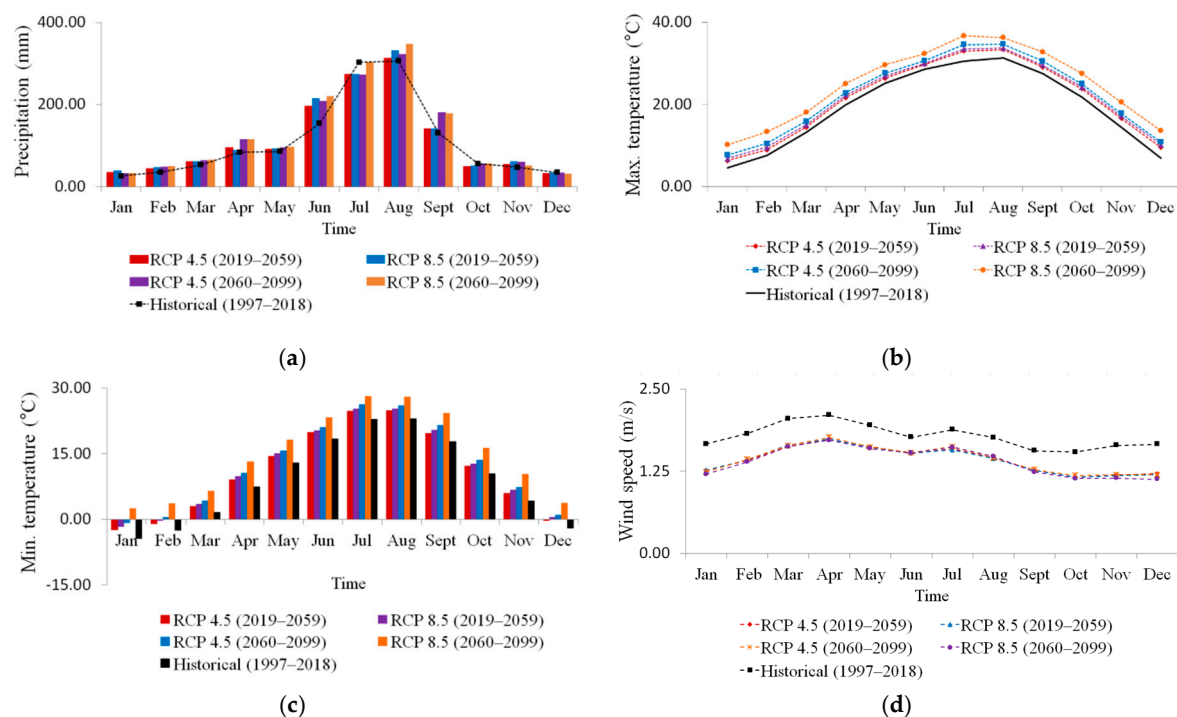 400.00
200.00
0.00
Precipitation (mm)
Jan Feb Mar Apr May Jun Jul Aug Sept Oct Nov Dec
Time
RCP 4.5 (2019–2059) RCP 8.5 (2019–2059)
RCP 4.5 (2060–2099) RCP 8.5 (2060–2099)
Historical (1997–2018)
(a)
40.00
20.00
0.00
Max. temperature (°C)
Jan Feb Mar Apr May Jun Jul Aug Sept Oct Nov Dec
Time
RCP 4.5 (2019–2059) RCP 8.5 (2019–2059)
RCP 4.5 (2060–2099) RCP 8.5 (2060–2099)
Historical (1997–2018)
(b)
30.00
15.00
0.00
-15.00
Min. temperature (°C)
Jan Feb Mar Apr May Jun Jul Aug Sept Oct Nov Dec
Time
RCP 4.5 (2019–2059) RCP 8.5 (2019–2059)
RCP 4.5 (2060–2099) RCP 8.5 (2060–2099)
Historical (1997–2018)
(c)
2.50
1.25
0.00
Wind speed (m/s)
Jan Feb Mar Apr May Jun Jul Aug Sept Oct Nov Dec
Time
RCP 4.5 (2019–2059) RCP 8.5 (2019–2059)
RCP 4.5 (2060–2099) RCP 8.5 (2060–2099)
Historical (1997–2018)
(d)